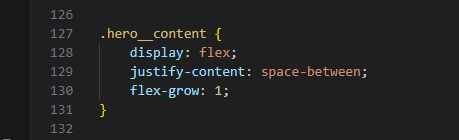 126
127 .hero__content {
128     display: flex;
129     justify-content: space-between;
130     flex-grow: 1;
131 }
132